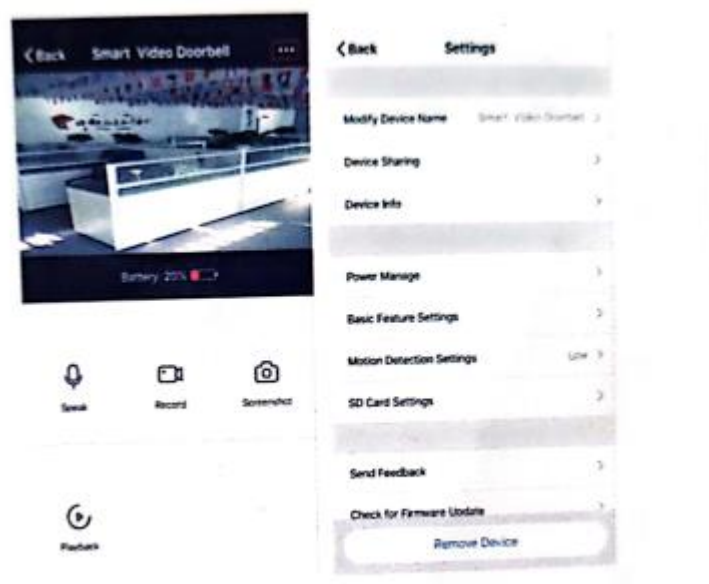 Back Smart Video Doorbell
Battery: 20%
Speak
Record
Screenshot
Playback
Back Settings
Modify Device Name Smart Video Doorbell
Device Sharing
Device Info
Power Manage
Basic Feature Settings
Motion Detection Settings Low
SD Card Settings
Send Feedback
Check for Firmware Update
Remove Device